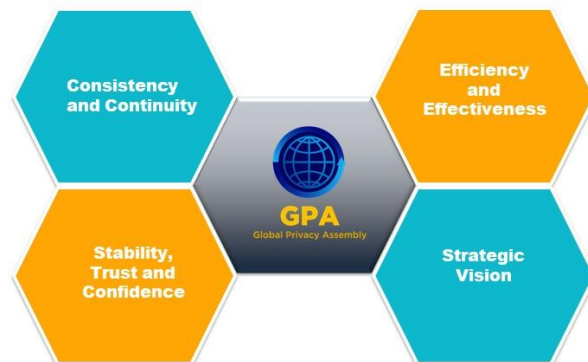 Consistency
and Continuity
Efficiency
and
Effectiveness
GPA
Global Privacy Assembly
Stability,
Trust and
Confidence
Strategic
Vision